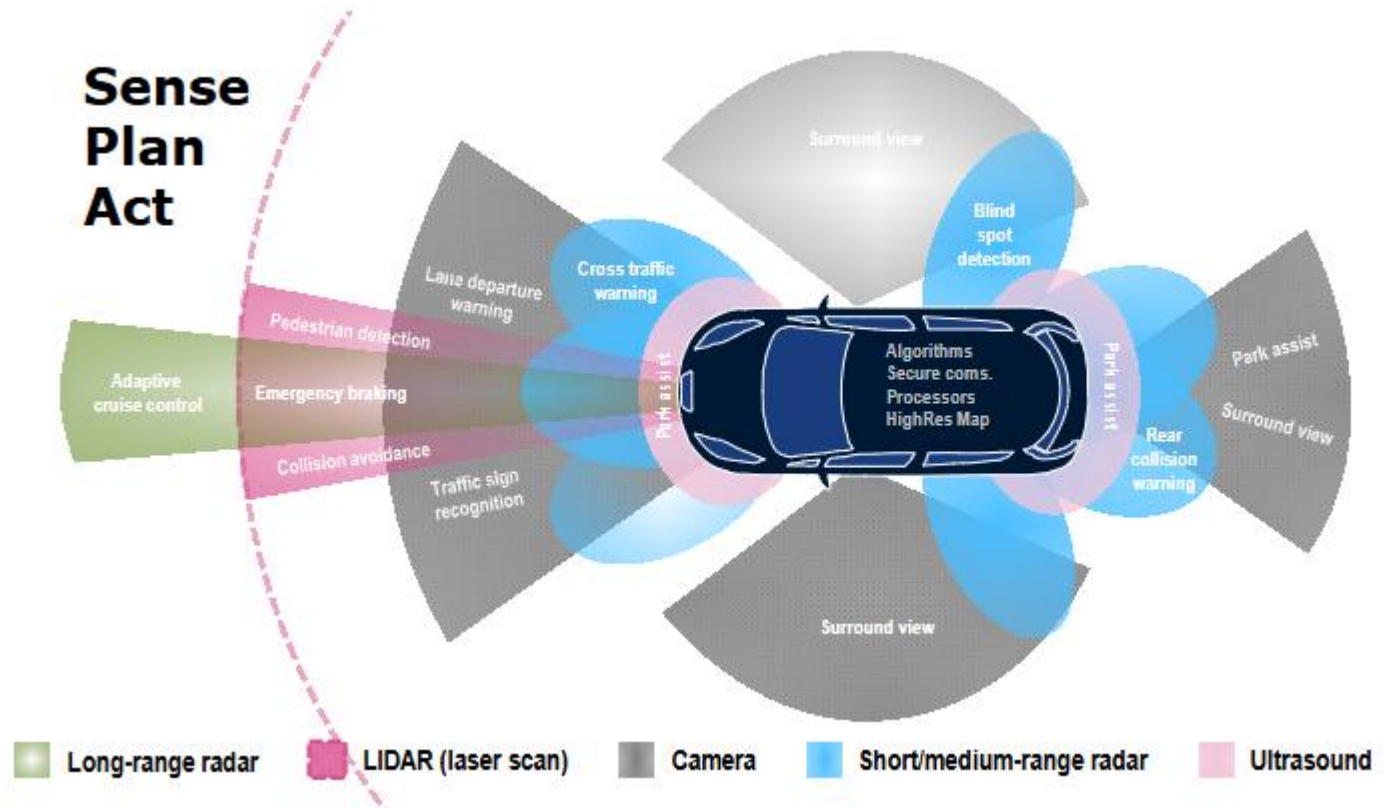 Sense
Plan
Act
Surround view
Blind
spot
detection
Cross traffic
warning
Lane departure
warning
Pedestrian detection
Adaptive
cruise control
Emergency braking
Park assist
Algorithms
Secure coms.
Processors
HighRes Map
Park assist
Park assist
Surround view
Rear
collision
warning
Collision avoidance
Traffic sign
recognition
Surround view
Long-range radar
LIDAR (laser scan)
Camera
Short/medium-range radar
Ultrasound